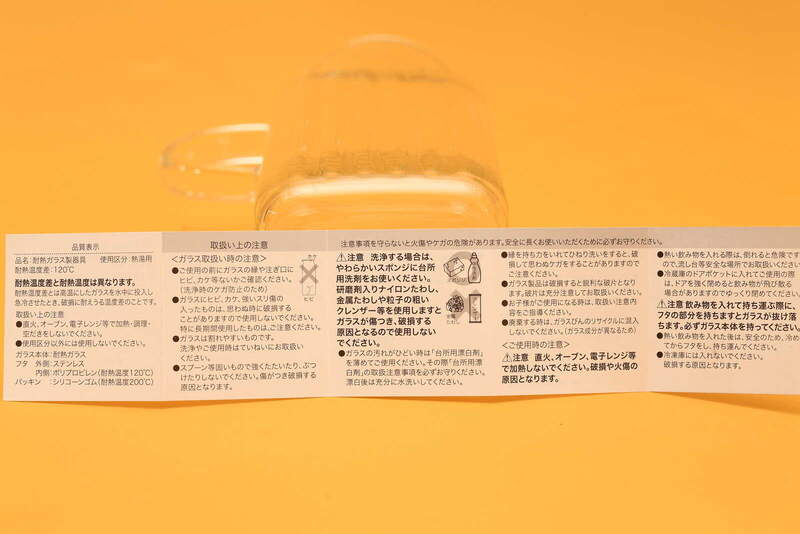 品質表示
品名：耐熱ガラス製器具　使用区分：熱湯用
耐熱温度差：120℃
耐熱温度差と耐熱温度は異なります。
耐熱温度差とは高温にしたガラスを水中に投入し
急冷させたとき、破損に耐えうる温度差のことです。
取扱い上の注意
●直火、オーブン、電子レンジ等で加熱・調理・
空だきをしないでください。
●使用区分以外には使用しないでください。
ガラス本体：耐熱ガラス
フタ　外側：ステンレス
内側：ポリプロピレン（耐熱温度120℃）
パッキン　：シリコーンゴム（耐熱温度200℃）
取扱い上の注意
＜ガラス取扱い時の注意＞
●ご使用の前にガラスの縁や注ぎ口に
ヒビ、カケ等ないかご確認ください。
（洗浄時のケガ防止のため）
カケ
ヒビ
●ガラスにヒビ、カケ、強いスリ傷の
入ったものは、思わぬ時に破損する
ことがありますので使用しないでください。
特に長期間使用したものは、ご注意ください。
●ガラスは割れやすいものです。
洗浄やご使用時はていねいにお取扱い
ください。
●スプーン等固いもので強くたたいたり、ぶつ
けたりしないでください。傷がつき破損する
原因となります。
注意事項を守らないと火傷やケガの危険があります。安全に長くお使いいただくために必ずお守りください。
⚠注意　洗浄する場合は、
やわらかいスポンジに台所
用洗剤をお使いください。
研磨剤入りナイロンたわし、
金属たわしや粒子の粗い
クレンザー等を使用しますと
ガラスが傷つき、破損する
原因となるので使用しない
でください。
スポンジ
たわし
●ガラスの汚れがひどい時は「台所用漂白剤」
を薄めてご使用ください。その際「台所用漂
白剤」の取扱注意事項を必ずお守りください。
漂白後は充分に水洗いしてください。
●縁を持ち力をいれてひねり洗いをすると、破
損して思わぬケガをすることがありますので
ご注意ください。
●ガラス製品は破損すると鋭利な破片となり
ます。破片は充分注意してお取扱いください。
●お子様がご使用になる時は、取扱い注意内
容をご指導ください。
●廃棄する時は、ガラスびんのリサイクルに混入
しないでください。（ガラス成分が異なるため）
＜ご使用時の注意＞
⚠注意　直火、オーブン、電子レンジ等
で加熱しないでください。破損や火傷の
原因となります。
●熱い飲み物を入れる際は、倒れると危険です
ので、流し台等安全な場所でお取扱いください
●冷蔵庫のドアポケットに入れてご使用の際
は、ドアを強く閉めると飲み物が飛び散る
場合がありますのでゆっくり閉めてください。
⚠注意 飲み物を入れて持ち運ぶ際に、
フタの部分を持ちますとガラスが抜け落
ちます。必ずガラス本体を持ってください。
●熱い飲み物を入れた後は、安全のため、冷め
てからフタをし、持ち運んでください。
●冷凍庫には入れないでください。
破損する原因となります。